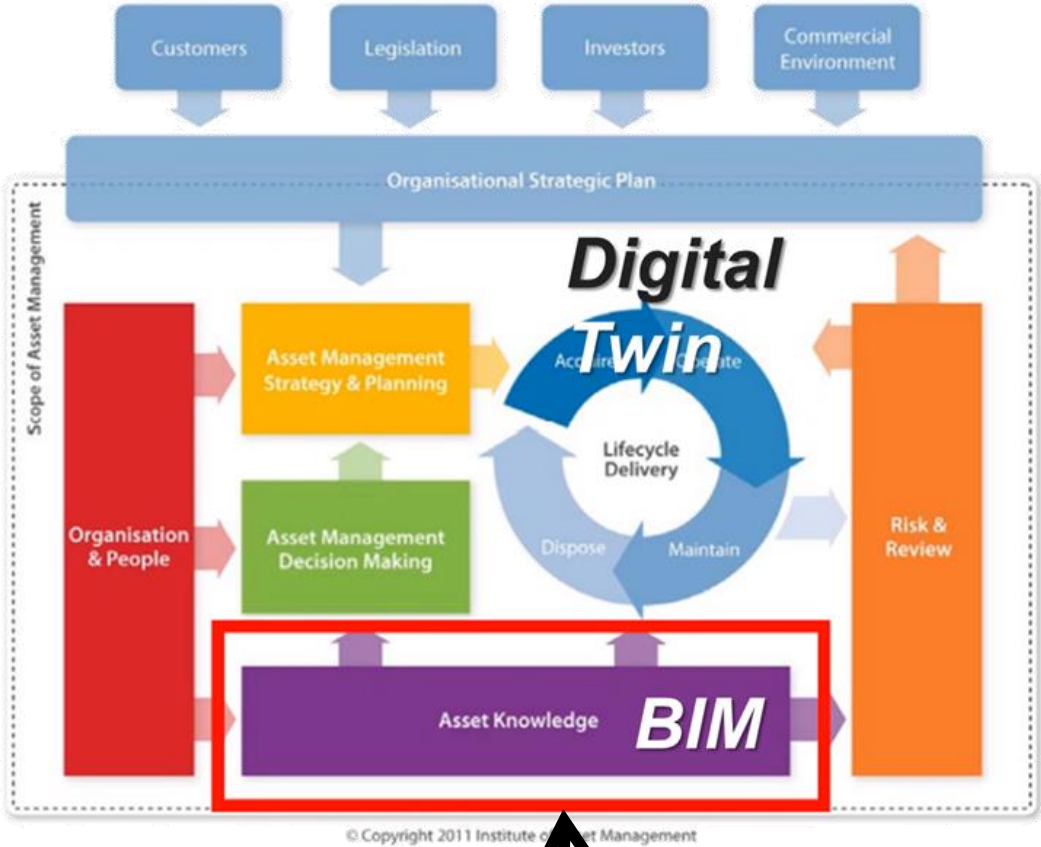 Customers
Legislation
Investors
Commercial
Environment
Organisational Strategic Plan
Scope of Asset Management
Digital
Twin
Asset Management
Strategy & Planning
Acquire
Operate
Lifecycle
Delivery
Organisation
& People
Asset Management
Decision Making
Dispose
Maintain
Risk &
Review
Asset Knowledge
BIM
© Copyright 2011 Institute Management